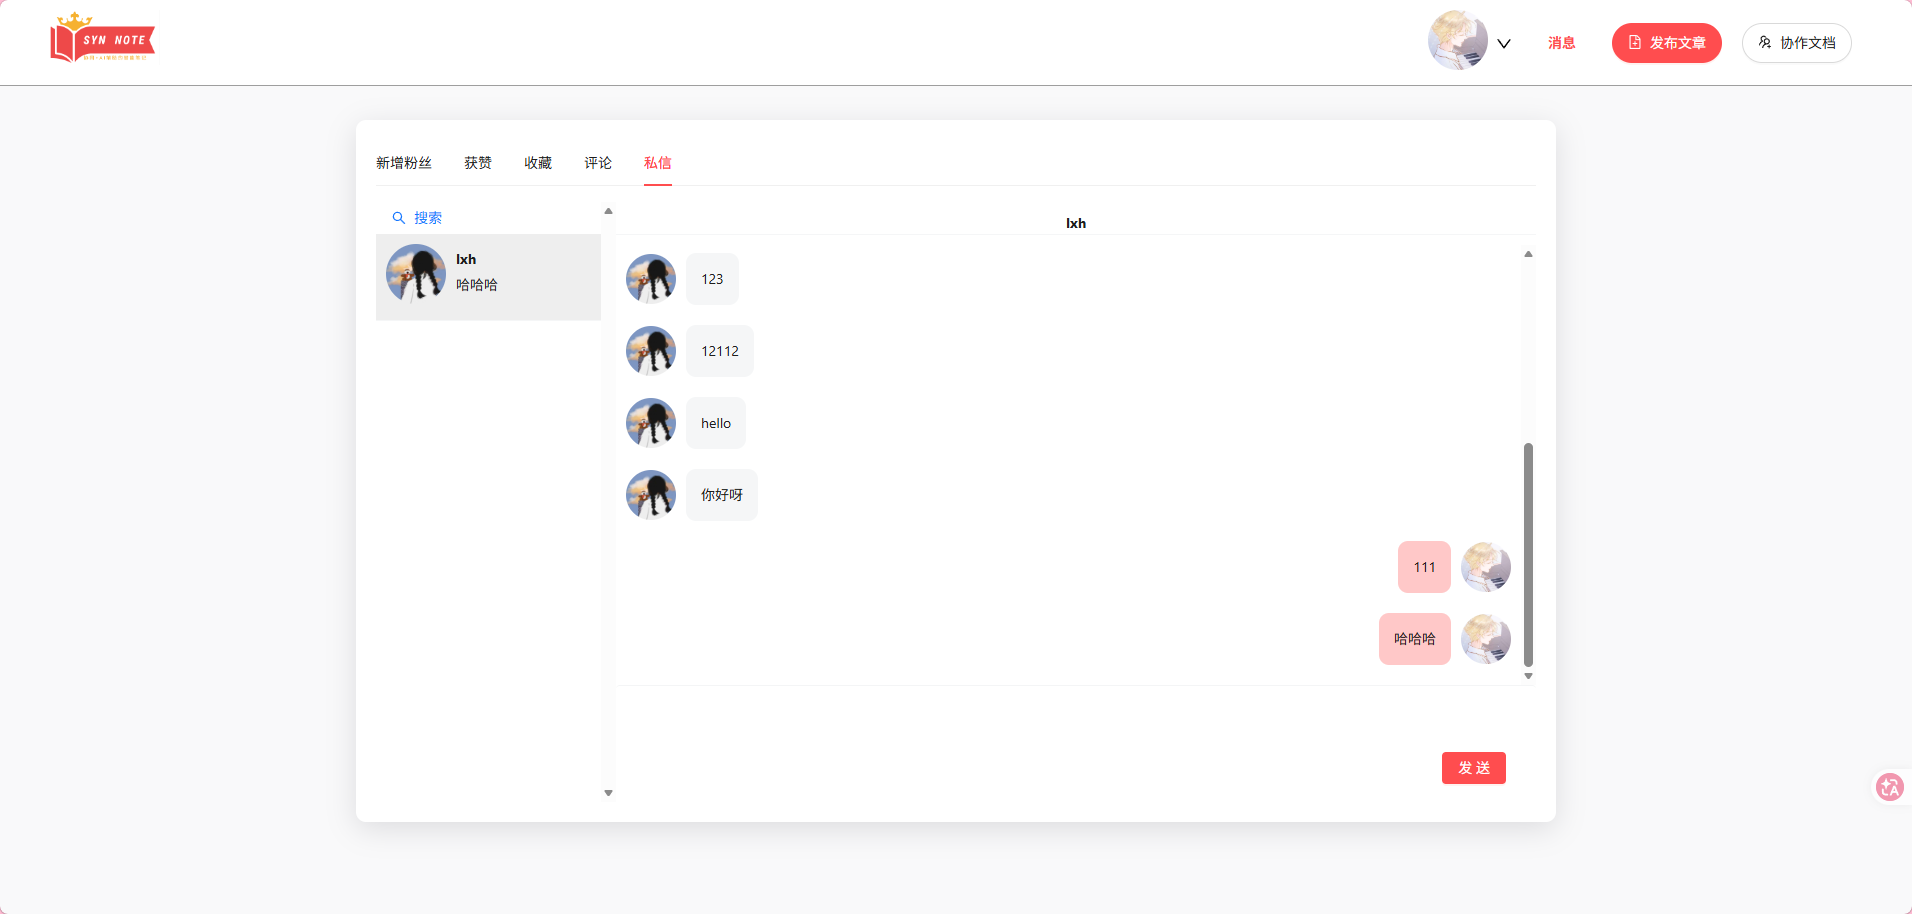 SYN NOTE
消息
发布文章
协作文档
新增粉丝
获赞
收藏
评论
私信
搜索
lxh
哈哈哈
lxh
123
12112
hello
你好呀
111
哈哈哈
发 送